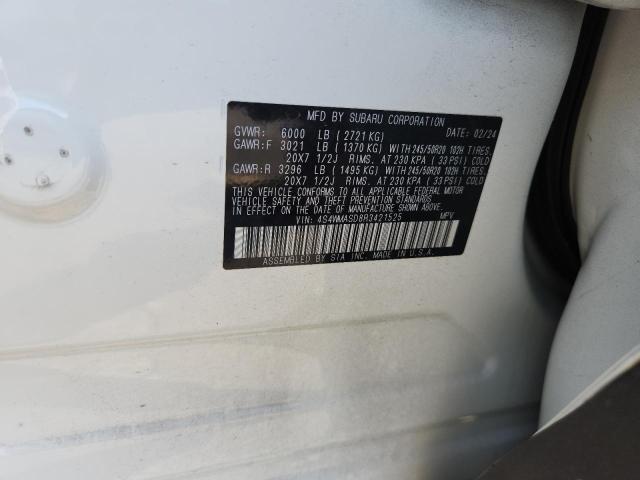 MFD BY SUBARU CORPORATION
GVWR: 6000 LB (2721 KG) DATE: 02/24
GAWR:F 3021 LB (1370 KG) WITH 245/50R20 102H TIRES,
20X7 1/2J RIMS, AT 230 KPA (33 PSI) COLD
GAWR:R 3296 LB (1495 KG) WITH 245/50R20 102H TIRES,
20X7 1/2J RIMS, AT 230 KPA (33 PSI) COLD
THIS VEHICLE CONFORMS TO ALL APPLICABLE FEDERAL MOTOR
VEHICLE SAFETY AND BUMPER STANDARDS IN EFFECT
ON THE DATE OF MANUFACTURE SHOWN ABOVE.
VIN: 4S4WMASD8R3421525 MPV
ASSEMBLED BY SIA INC. MADE IN U.S.A.